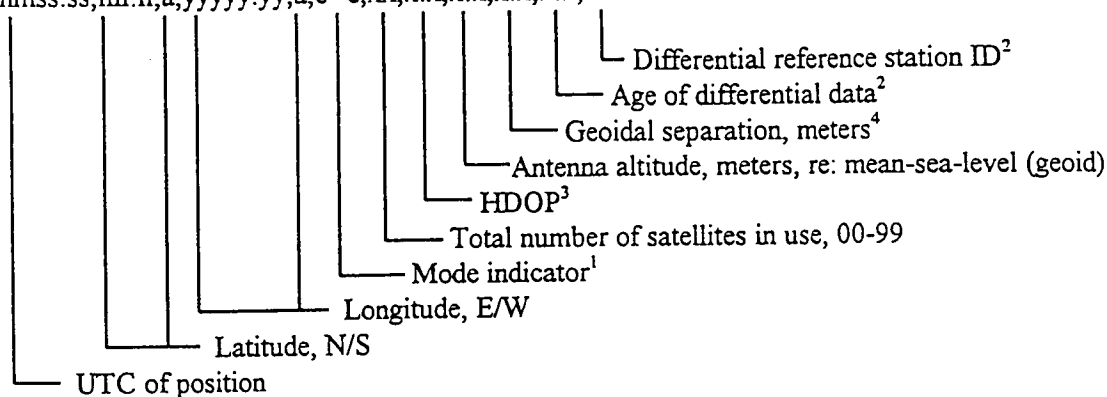 Differential reference station ID²
Age of differential data²
Geoidal separation, meters⁴
Antenna altitude, meters, re: mean-sea-level (geoid)
HDOP³
Total number of satellites in use, 00-99
Mode indicator¹
Longitude, E/W
Latitude, N/S
UTC of position